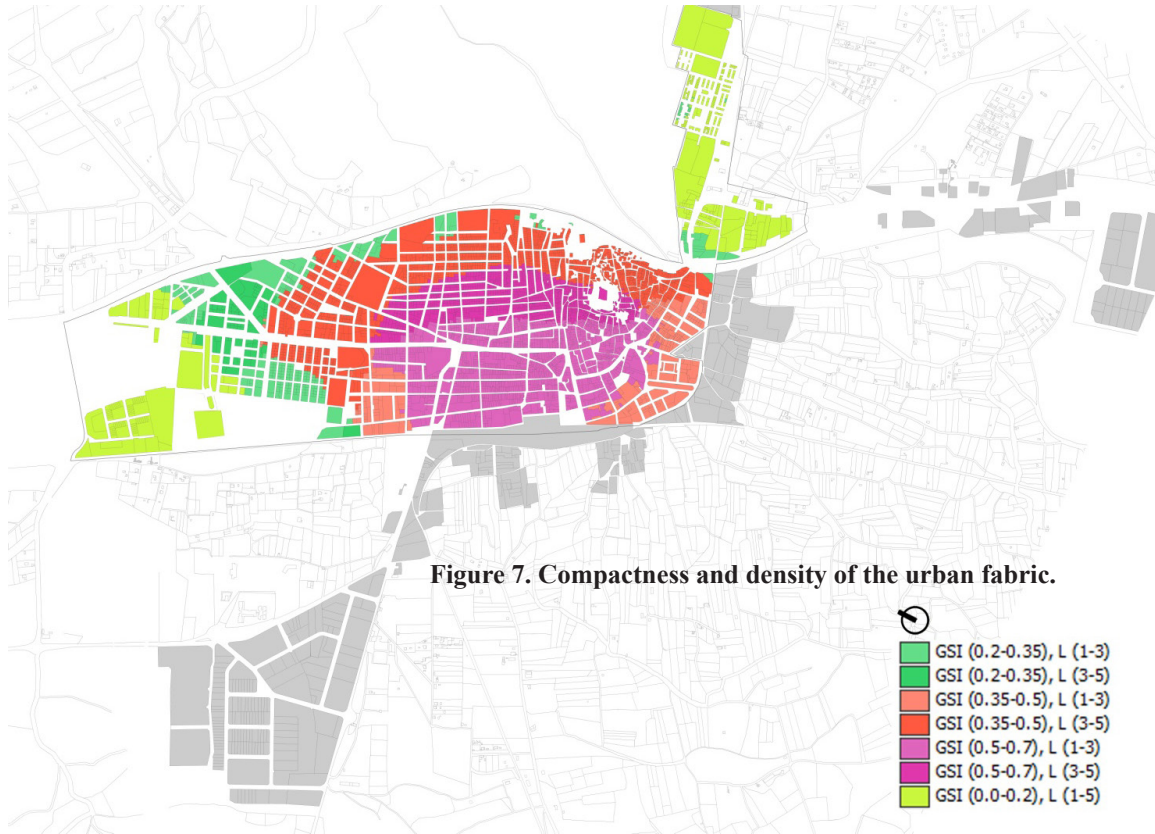 Figure 7. Compactness and density of the urban fabric.
GSI (0.2-0.35), L (1-3)
GSI (0.2-0.35), L (3-5)
GSI (0.35-0.5), L (1-3)
GSI (0.35-0.5), L (3-5)
GSI (0.5-0.7), L (1-3)
GSI (0.5-0.7), L (3-5)
GSI (0.0-0.2), L (1-5)